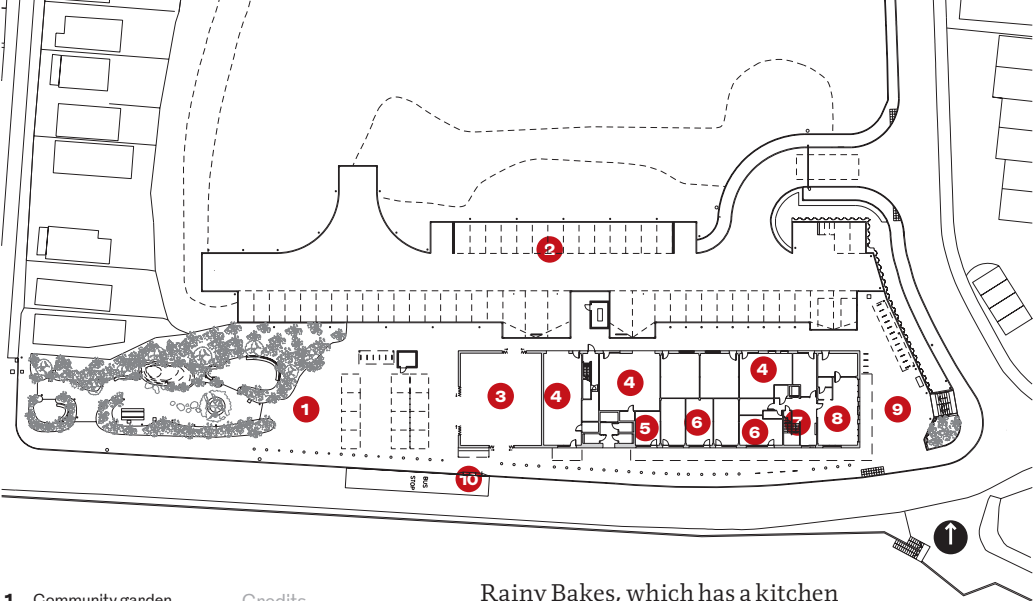 2
4
4
3
4
1
9
8
7
6
5
6
10
BUS
STOP
↑
1 Community garden
Credits
Rainy Bakes, which has a kitchen